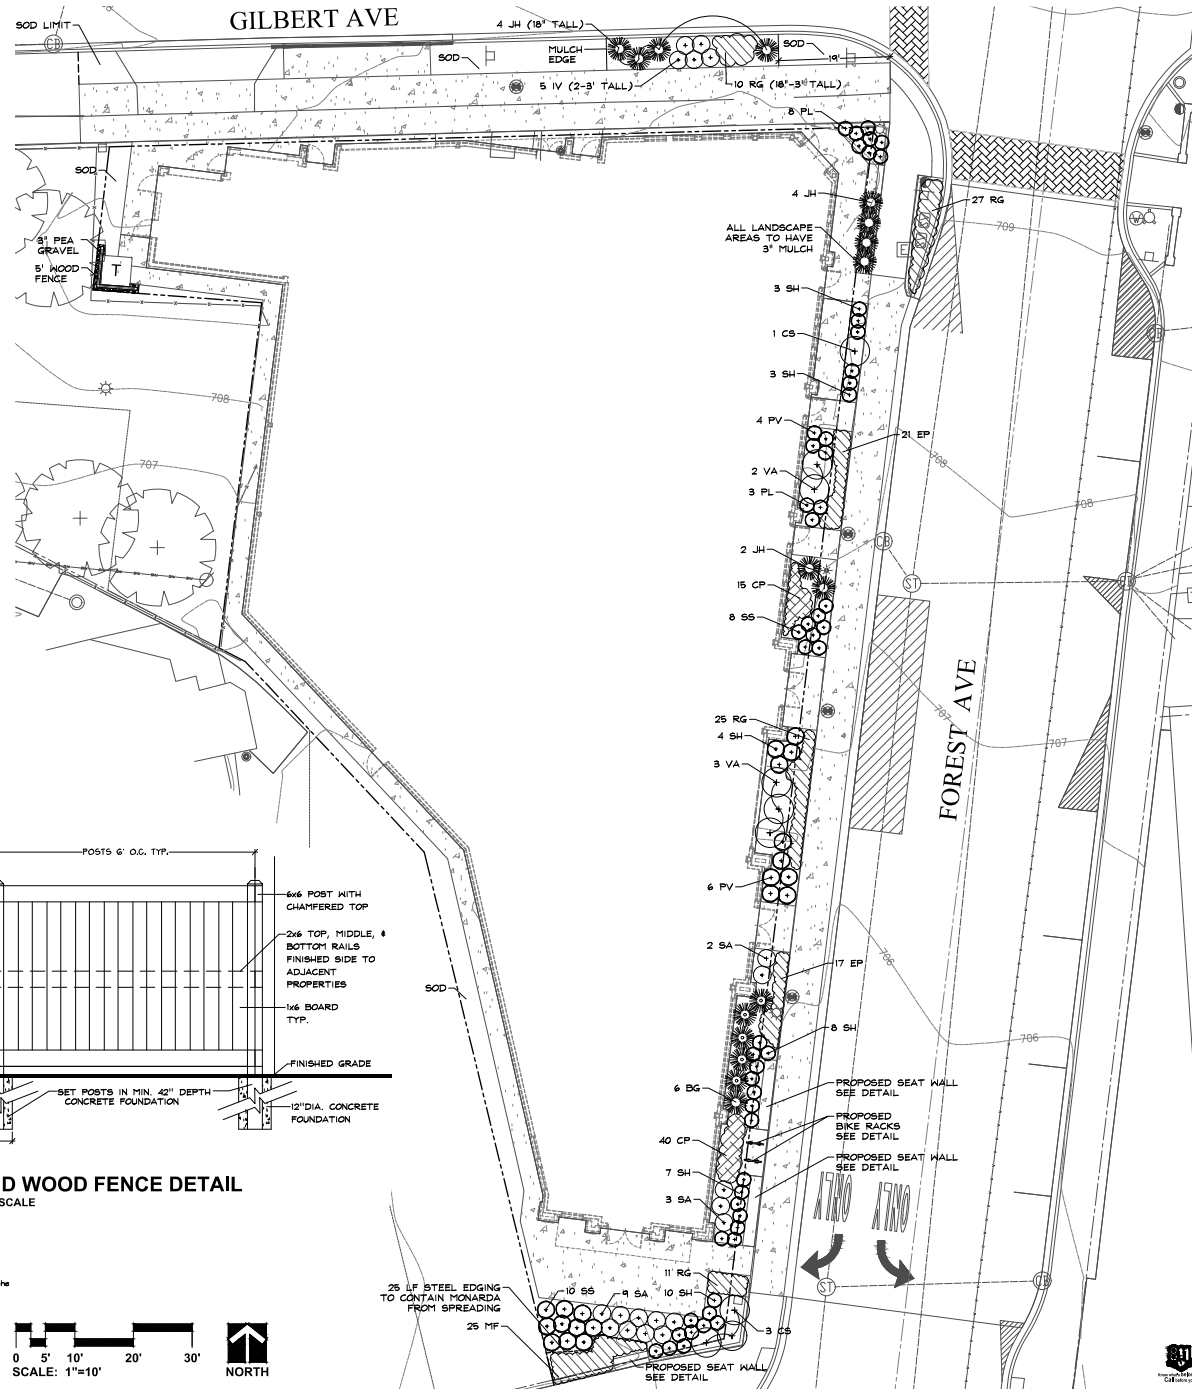 GILBERT AVE
SOD LIMIT
CB
4 JH (18" TALL)
MULCH
EDGE
SOD
SOD
19'
5 IV (2-3' TALL)
10 RG (18"-3' TALL)
8 PL
SOD
4 JH
27 RG
709
3" PEA
GRAVEL
5' WOOD
FENCE
T
ALL LANDSCAPE
AREAS TO HAVE
3" MULCH
3 SH
1 CS
3 SH
708
4 PV
21 EP
707
2 VA
708
3 PL
708
CB
2 JH
ST
15 CP
8 SS
FOREST AVE
25 RG
4 SH
707
707
3 VA
6 PV
POSTS 6' O.C. TYP.
6x6 POST WITH
CHAMFERED TOP
2x6 TOP, MIDDLE, &
BOTTOM RAILS
FINISHED SIDE TO
ADJACENT
PROPERTIES
1x6 BOARD
TYP.
FINISHED GRADE
SET POSTS IN MIN. 42" DEPTH
CONCRETE FOUNDATION
12"DIA. CONCRETE
FOUNDATION
D WOOD FENCE DETAIL
SCALE
2 SA
17 EP
706
SOD
8 SH
706
6 BG
PROPOSED SEAT WALL
SEE DETAIL
PROPOSED
BIKE RACKS
SEE DETAIL
40 CP
PROPOSED SEAT WALL
SEE DETAIL
7 SH
3 SA
ONLY
ONLY
11 RG
25 LF STEEL EDGING
TO CONTAIN MONARDA
FROM SPREADING
10 SS
9 SA
10 SH
ST
CB
25 MF
3 CS
PROPOSED SEAT WALL
SEE DETAIL
0 5' 10' 20' 30'
SCALE: 1"=10'
NORTH